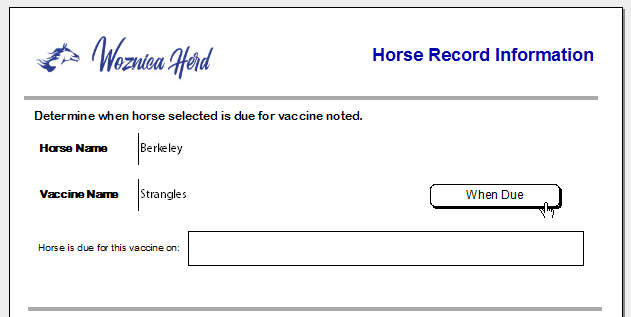 Woznica Herd
Horse Record Information
Determine when horse selected is due for vaccine noted.
Horse Name Berkeley
Vaccine Name Strangles
When Due
Horse is due for this vaccine on: